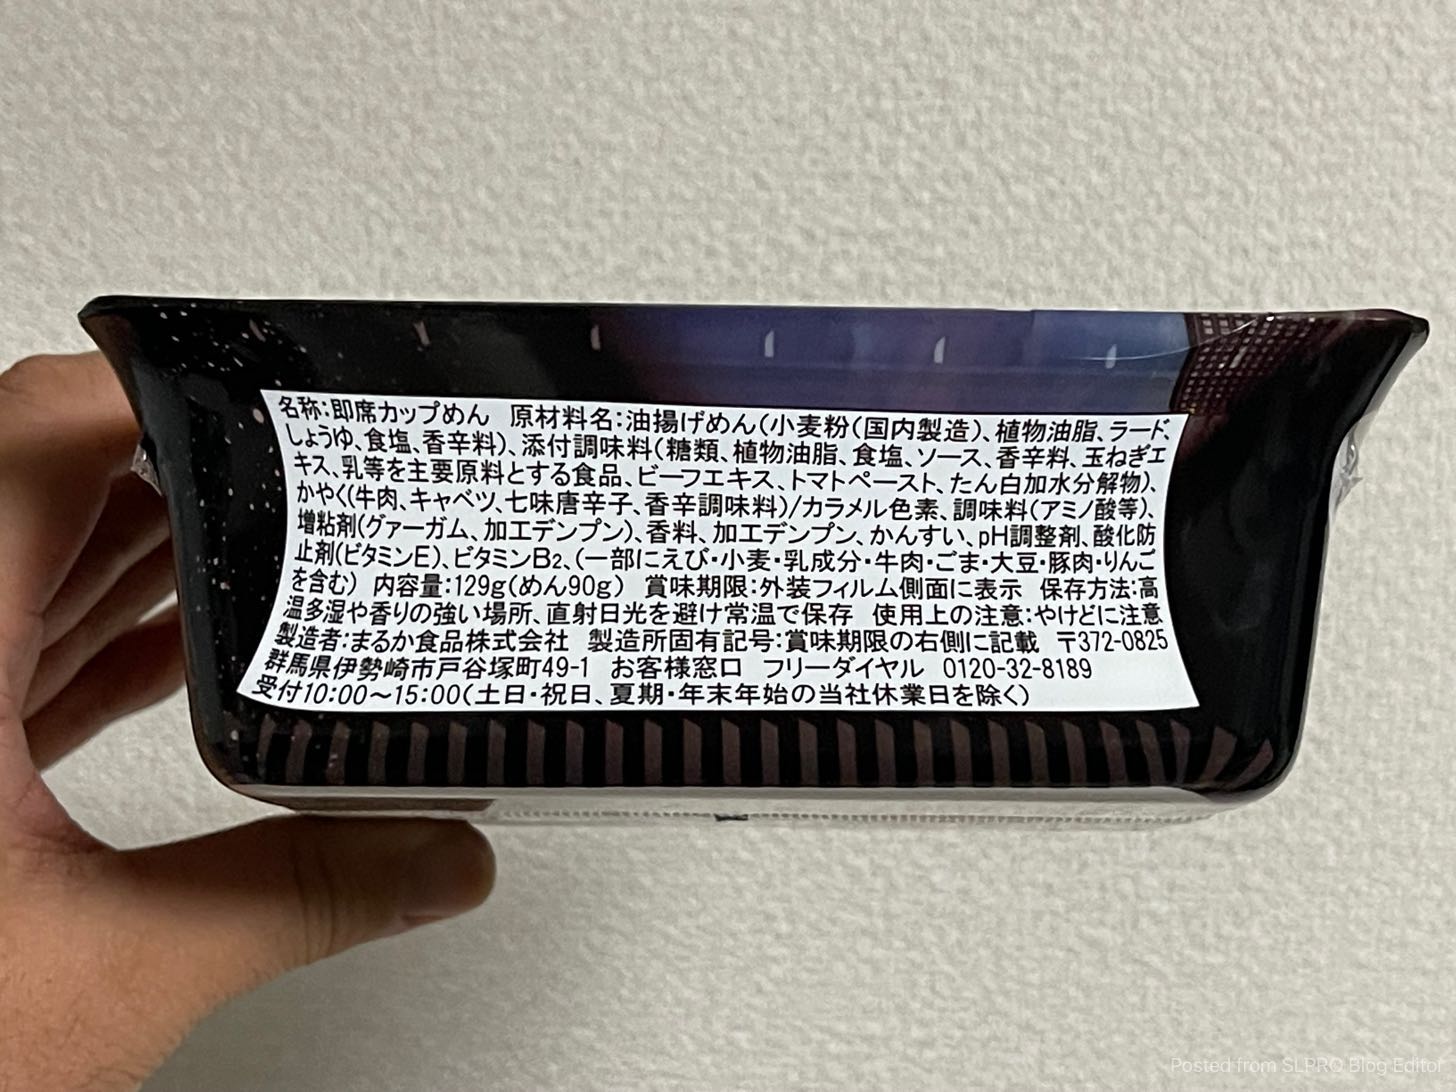 名称:即席カップめん 原材料名:油揚げめん(小麦粉(国内製造)、植物油脂、ラード、
しょうゆ、食塩、香辛料)、添付調味料(糖類、植物油脂、食塩、ソース、香辛料、玉ねぎエ
キス、乳等を主要原料とする食品、ビーフエキス、トマトペースト、たん白加水分解物)、
かやく(牛肉、キャベツ、七味唐辛子、香辛調味料)/カラメル色素、調味料(アミノ酸等)、
増粘剤(グァーガム、加工デンプン)、香料、加工デンプン、かんすい、pH調整剤、酸化防
止剤(ビタミンE)、ビタミンB2、(一部にえび・小麦・乳成分・牛肉・ごま・大豆・豚肉・りんご
を含む) 内容量:129g(めん90g) 賞味期限:外装フィルム側面に表示 保存方法:高
温多湿や香りの強い場所、直射日光を避け常温で保存 使用上の注意:やけどに注意
製造者:まるか食品株式会社 製造所固有記号:賞味期限の右側に記載 〒372-0825
群馬県伊勢崎市戸谷塚町49-1 お客様窓口 フリーダイヤル 0120-32-8189
受付10:00〜15:00(土日・祝日、夏期・年末年始の当社休業日を除く)
Posted from SLPRO Blog Editor